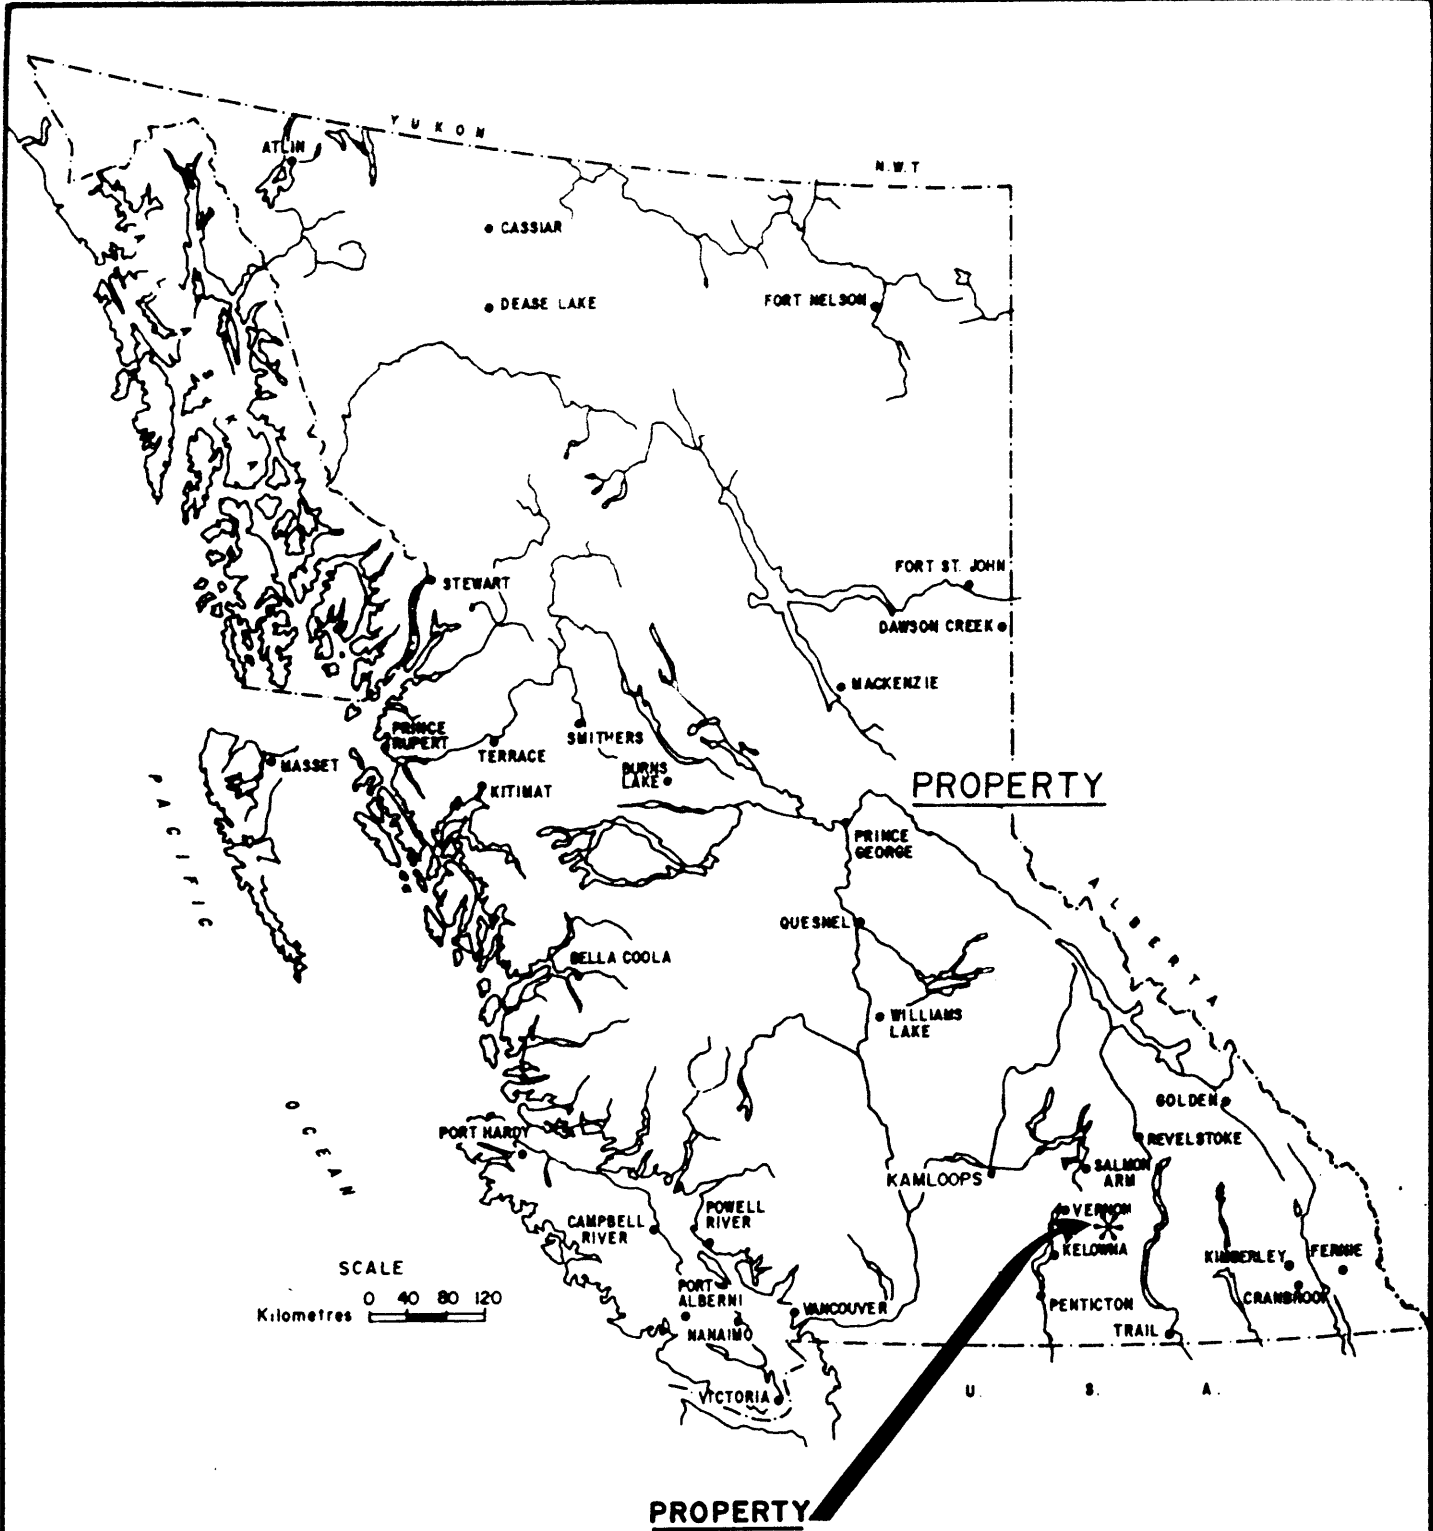 YUKON
N.W.T
ATLIN
CASSIAR
DEASE LAKE
FORT NELSON
ALASKA
STEWART
FORT ST. JOHN
DAWSON CREEK
MACKENZIE
PRINCE
RUPERT
SMITHERS
TERRACE
MASSET
BURNS
LAKE
KITIMAT
PROPERTY
PACIFIC
PRINCE
GEORGE
ALBERTA
QUESNEL
BELLA COOLA
WILLIAMS
LAKE
OCEAN
GOLDEN
PORT HARDY
REVELSTOKE
SALMON
ARM
KAMLOOPS
POWELL
RIVER
CAMPBELL
RIVER
VERNON
KELOWNA
KIMBERLEY
FERNIE
SCALE
Kilometres 0 40 80 120
PORT
ALBERNI
CRANBROOK
PENTICTON
VANCOUVER
NANAIMO
TRAIL
VICTORIA
U. S. A.
PROPERTY